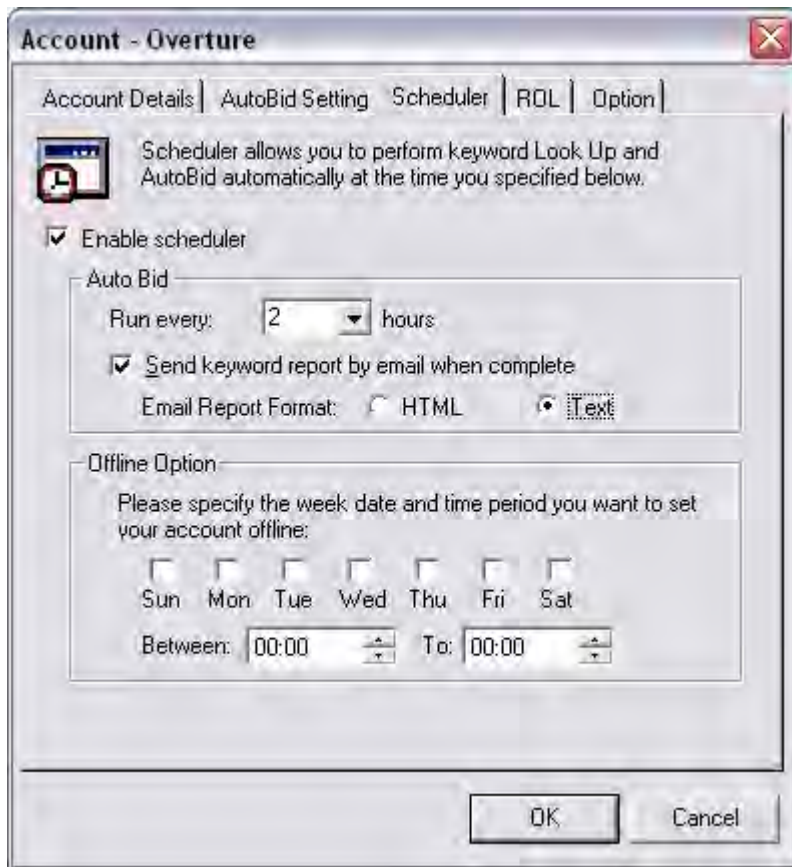 Account - Overture
Account Details AutoBid Setting Scheduler ROL Option
Scheduler allows you to perform keyword Look Up and
AutoBid automatically at the time you specified below.
Enable scheduler
Auto Bid
Run every: 2 hours
Send keyword report by email when complete
Email Report Format: HTML Text
Offline Option
Please specify the week date and time period you want to set
your account offline:
Sun Mon Tue Wed Thu Fri Sat
Between: 00:00 To: 00:00
OK Cancel